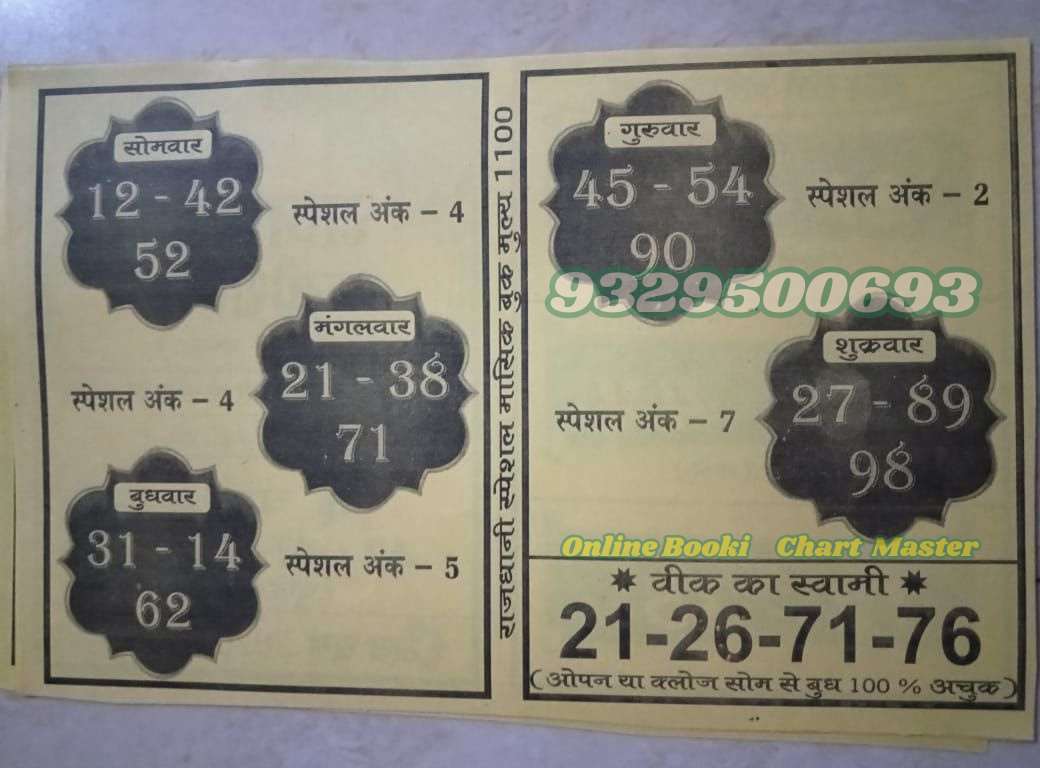 सोमवार
12 - 42
52
स्पेशल अंक - 4
मंगलवार
21 - 38
71
स्पेशल अंक - 4
बुधवार
31 - 14
62
स्पेशल अंक - 5
राजधानी स्पेशल मासिक बुक मुल्य 1100
गुरुवार
45 - 54
90
स्पेशल अंक - 2
9329500693
शुक्रवार
27 - 89
98
स्पेशल अंक - 7
Online Booki Chart Master
वीक का स्वामी
21-26-71-76
(ओपन या क्लोज सोम से बुध 100 % अचुक)